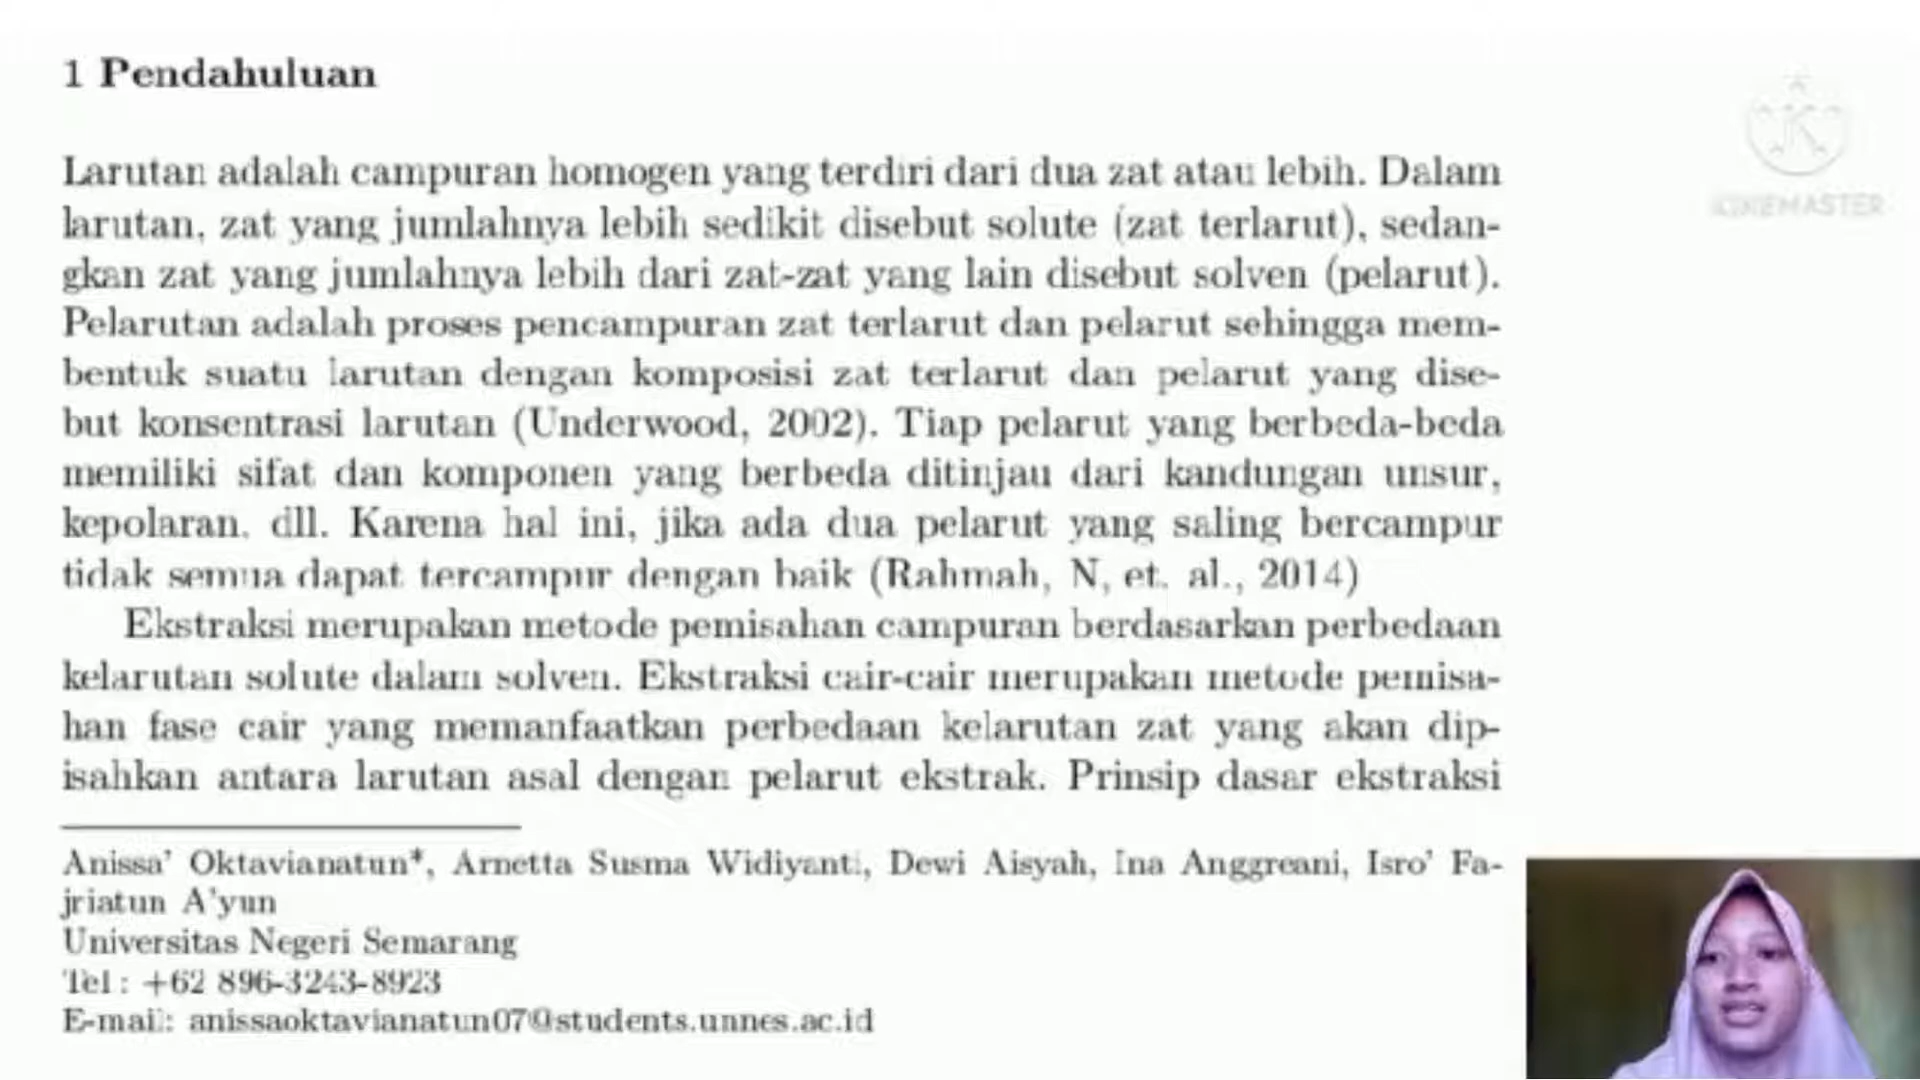 1 Pendahuluan
Larutan adalah campuran homogen yang terdiri dari dua zat atau lebih. Dalam
larutan, zat yang jumlahnya lebih sedikit disebut solute (zat terlarut), sedan-
gkan zat yang jumlahnya lebih dari zat-zat yang lain disebut solven (pelarut).
Pelarutan adalah proses pencampuran zat terlarut dan pelarut sehingga mem-
bentuk suatu larutan dengan komposisi zat terlarut dan pelarut yang dise-
but konsentrasi larutan (Underwood, 2002). Tiap pelarut yang berbeda-beda
memiliki sifat dan komponen yang berbeda ditinjau dari kandungan unsur,
kepolaran, dll. Karena hal ini, jika ada dua pelarut yang saling bercampur
tidak semua dapat tercampur dengan baik (Rahmah, N, et. al., 2014)
Ekstraksi merupakan metode pemisahan campuran berdasarkan perbedaan
kelarutan solute dalam solven. Ekstraksi cair-cair merupakan metode pemisa-
han fase cair yang memanfaatkan perbedaan kelarutan zat yang akan dip-
isahkan antara larutan asal dengan pelarut ekstrak. Prinsip dasar ekstraksi
Anissa' Oktavianatun*, Arnetta Susma Widiyanti, Dewi Aisyah, Ina Anggreani, Isro' Fa-
jriatun A'yun
Universitas Negeri Semarang
Tel : +62 896-3243-8923
E-mail: anissaoktavianatun07@students.unnes.ac.id
KINEMASTER